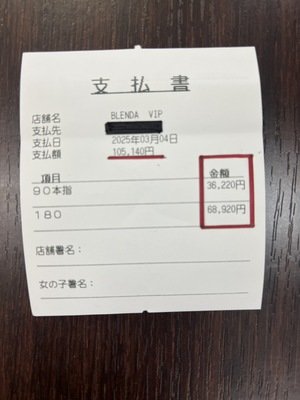 支払書
店舗名 BLENDA VIP
支払先
支払日 2025年03月04日
支払額 105,140円
項目 金額
90本指 36,220円
180 68,920円
店舗署名：
女の子署名：